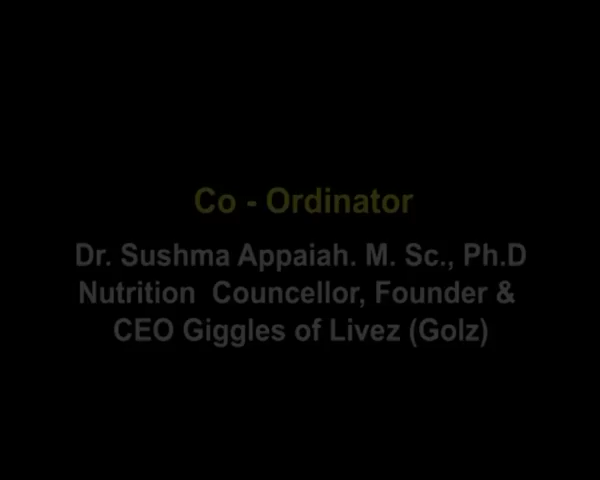 Co - Ordinator
Dr. Sushma Appaiah. M. Sc., Ph.D
Nutrition  Councellor, Founder &
CEO Giggles of Livez (Golz)